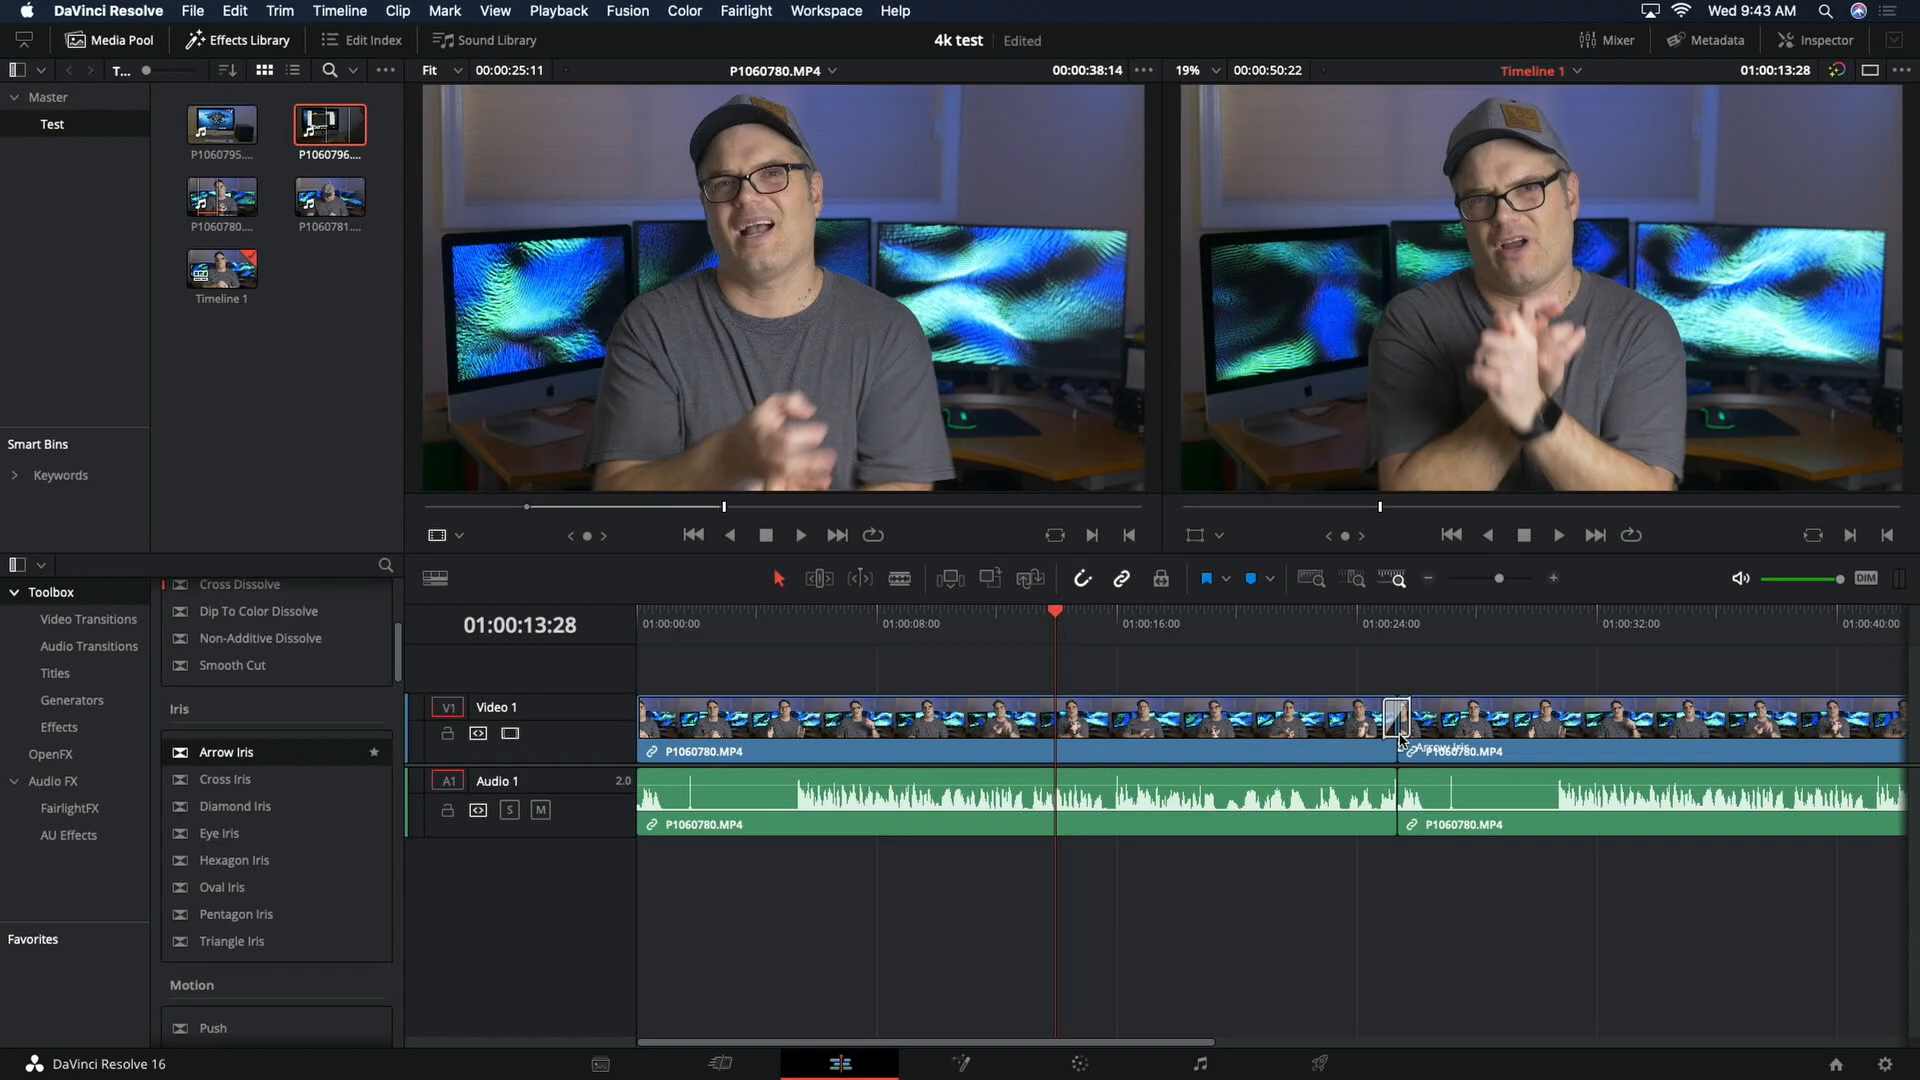 DaVinci Resolve File Edit Trim Timeline Clip Mark View Playback Fusion Color Fairlight Workspace Help Wed 9:43 AM
Media Pool Effects Library Edit Index Sound Library 4k test Edited Mixer Metadata Inspector
T... Fit 00:00:25:11 P1060780.MP4 00:00:38:14 19% 00:00:50:22 Timeline 1 01:00:13:28
Master
Test
P1060795.... P1060796....
P1060780.... P1060781....
Timeline 1
Smart Bins
Keywords
Toolbox
Video Transitions
Audio Transitions
Titles
Generators
Effects
OpenFX
Audio FX
FairlightFX
AU Effects
Favorites
Cross Dissolve
Dip To Color Dissolve
Non-Additive Dissolve
Smooth Cut
Iris
Arrow Iris
Cross Iris
Diamond Iris
Eye Iris
Hexagon Iris
Oval Iris
Pentagon Iris
Triangle Iris
Motion
Push
DIM
01:00:13:28 01:00:00:00 01:00:08:00 01:00:16:00 01:00:24:00 01:00:32:00 01:00:40:00
V1 Video 1
P1060780.MP4 Arrow Iris P1060780.MP4
A1 Audio 1 2.0
S M
P1060780.MP4 P1060780.MP4
DaVinci Resolve 16